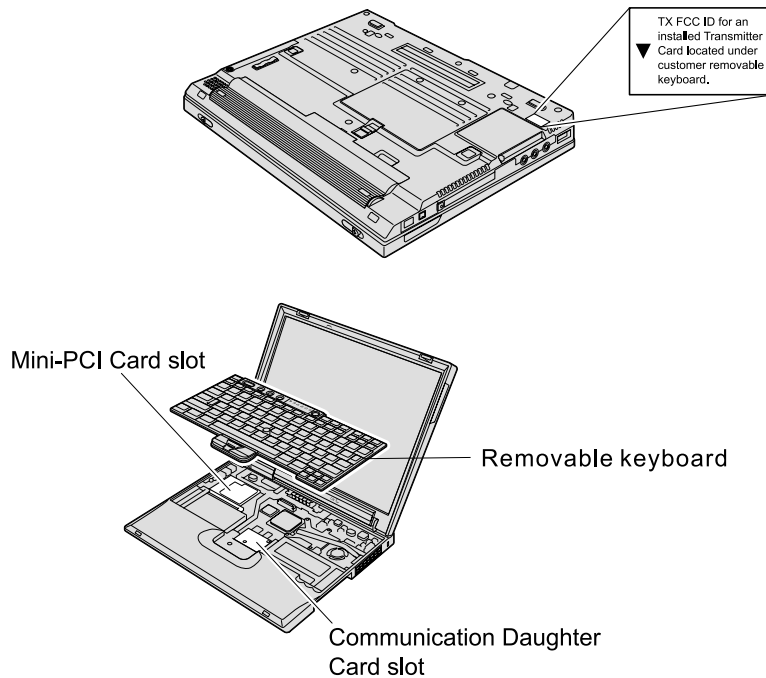 TX FCC ID for an
installed Transmitter
Card located under
customer removable
keyboard.
Mini-PCI Card slot
Removable keyboard
Communication Daughter
Card slot